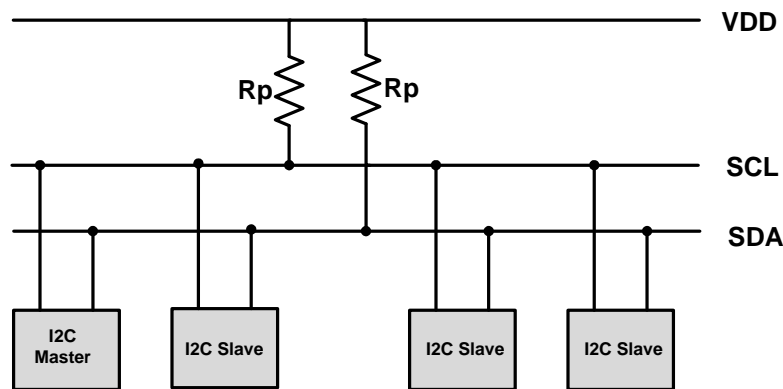 VDD
Rp
Rp
SCL
SDA
I2C
Master
I2C Slave
I2C Slave
I2C Slave